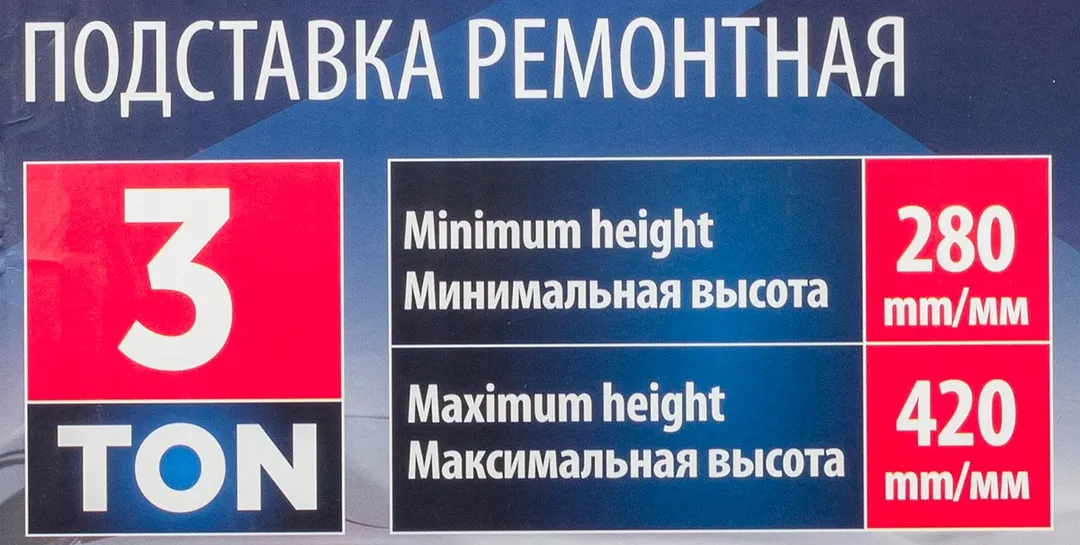 ПОДСТАВКА РЕМОНТНАЯ
3
TON
Minimum height
Минимальная высота
280
mm/мм
Maximum height
Максимальная высота
420
mm/мм